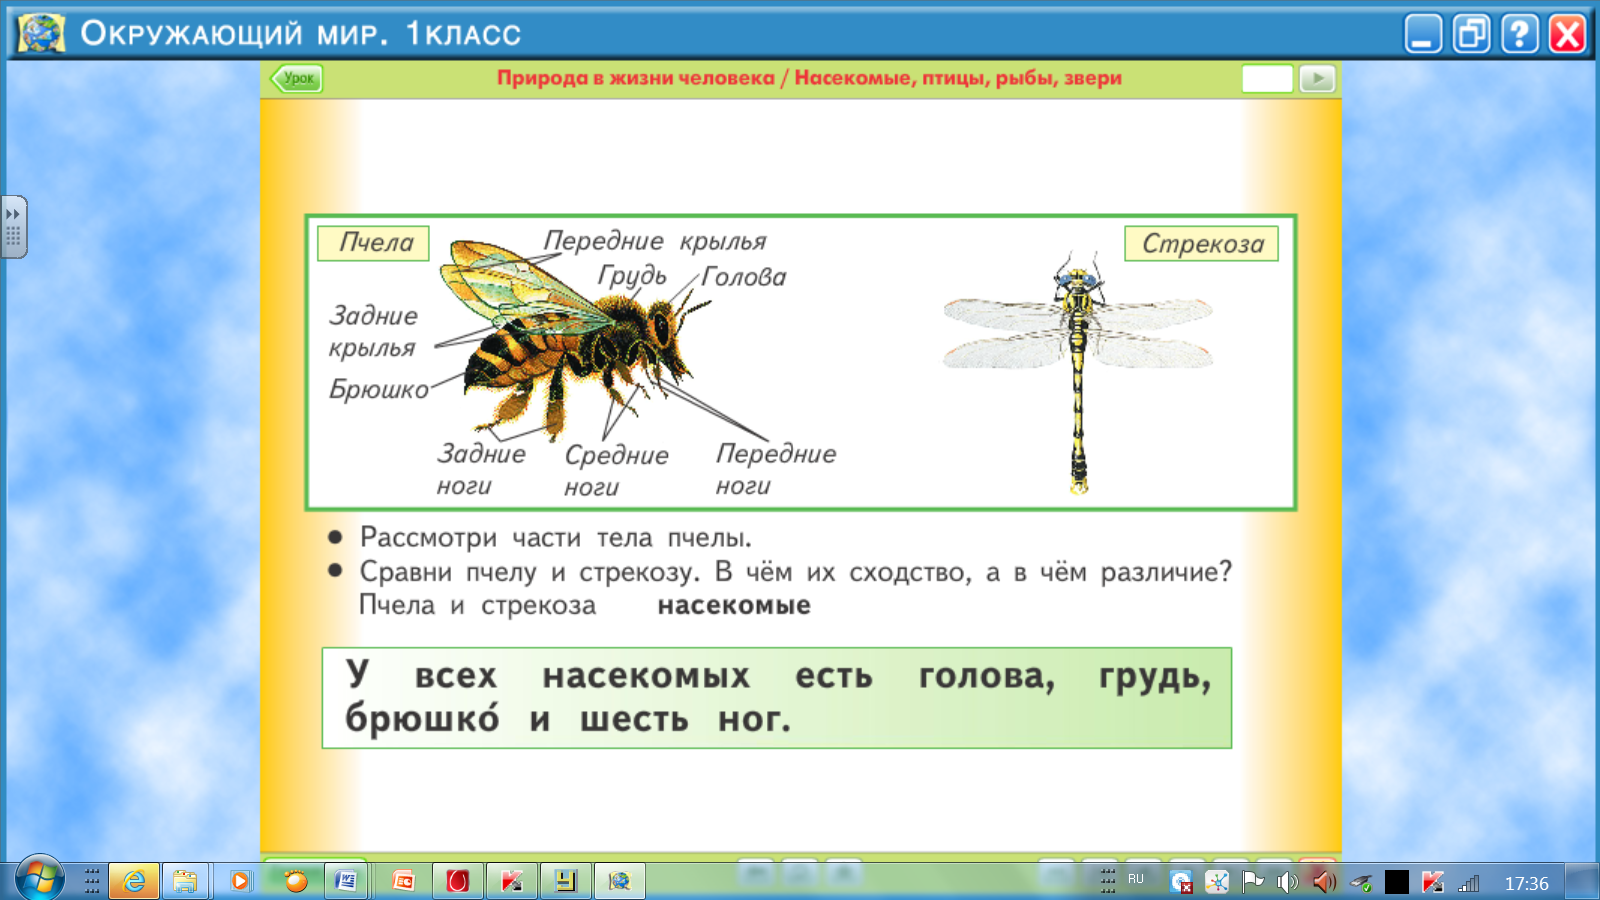 Окружающий мир. 1класс
Урок
Природа в жизни человека / Насекомые, птицы, рыбы, звери
Пчела
Передние крылья
Грудь
Голова
Стрекоза
Задние
крылья
Брюшко
Задние
ноги
Средние
ноги
Передние
ноги
Рассмотри части тела пчелы.
Сравни пчелу и стрекозу. В чём их сходство, а в чём различие?
Пчела и стрекоза насекомые
У всех насекомых есть голова, грудь,
брюшко́ и шесть ног.
RU
17:36